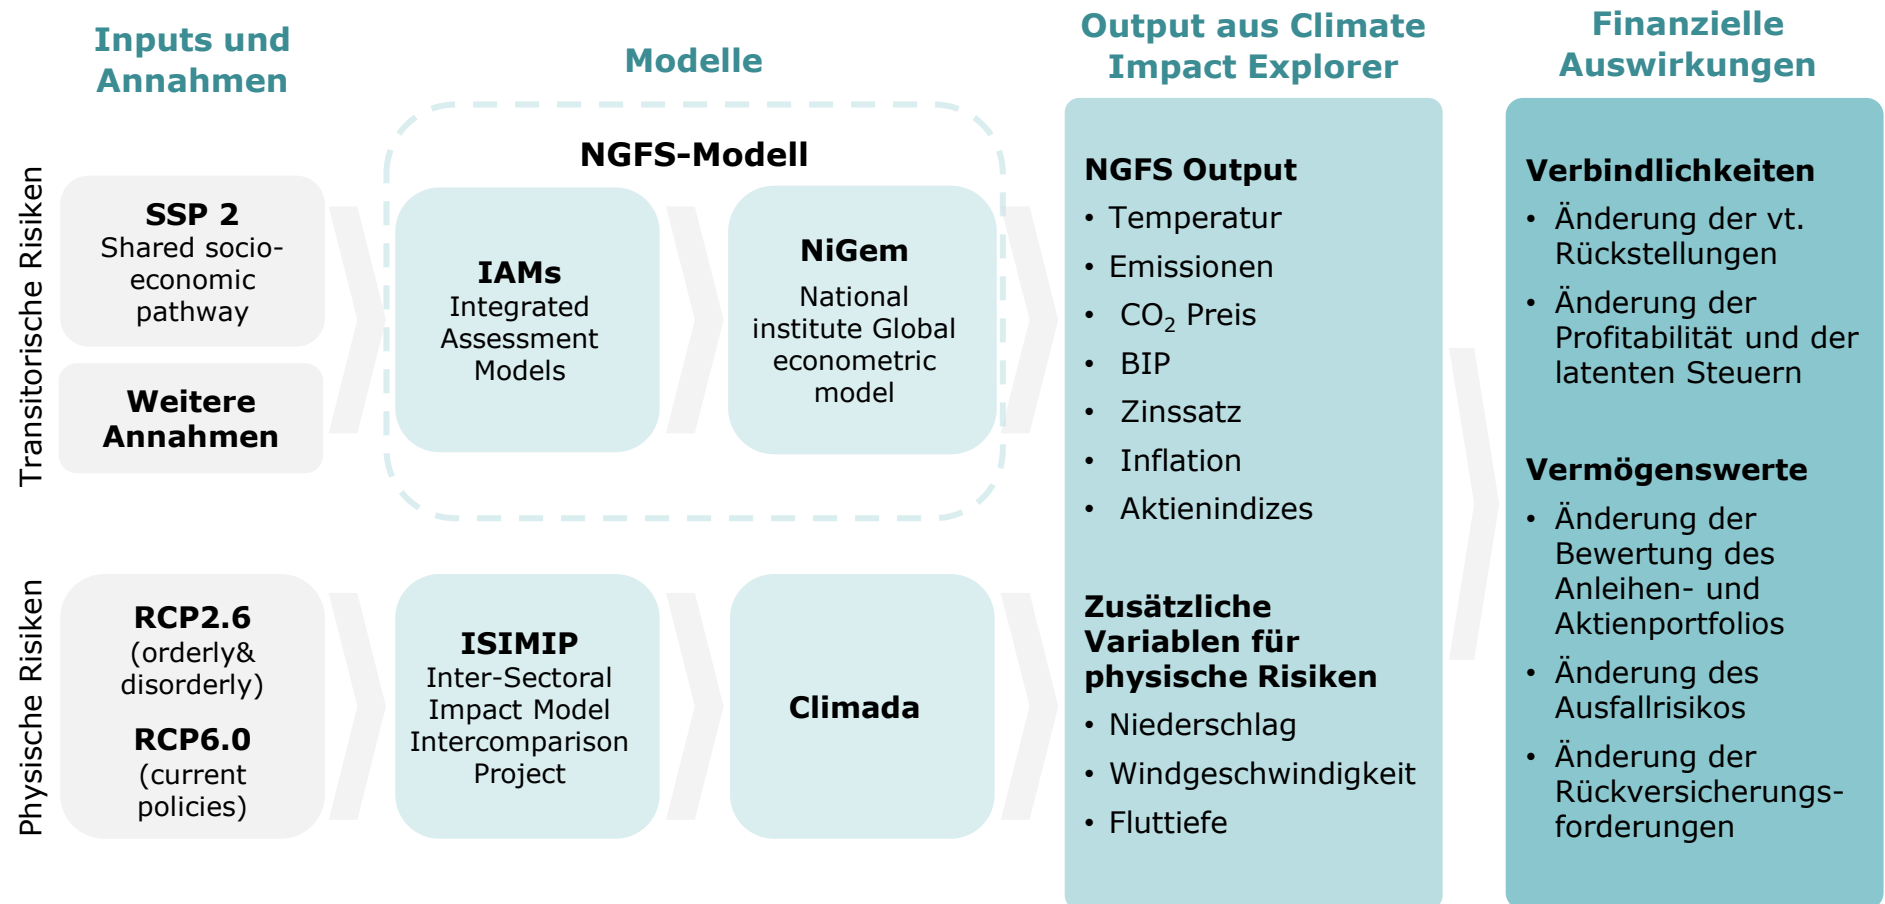 Inputs und
Annahmen
Modelle
Output aus Climate
Impact Explorer
Finanzielle
Auswirkungen
Transitorische Risiken
SSP 2
Shared socio-
economic
pathway
Weitere
Annahmen
NGFS-Modell
IAMs
Integrated
Assessment
Models
NiGem
National
institute Global
econometric
model
Physische Risiken
RCP2.6
(orderly&
disorderly)
RCP6.0
(current
policies)
ISIMIP
Inter-Sectoral
Impact Model
Intercomparison
Project
Climada
NGFS Output
• Temperatur
• Emissionen
• CO₂ Preis
• BIP
• Zinssatz
• Inflation
• Aktienindizes
Zusätzliche
Variablen für
physische Risiken
• Niederschlag
• Windgeschwindigkeit
• Fluttiefe
Verbindlichkeiten
• Änderung der vt.
Rückstellungen
• Änderung der
Profitabilität und der
latenten Steuern
Vermögenswerte
• Änderung der
Bewertung des
Anleihen- und
Aktienportfolios
• Änderung des
Ausfallrisikos
• Änderung der
Rückversicherungs-
forderungen